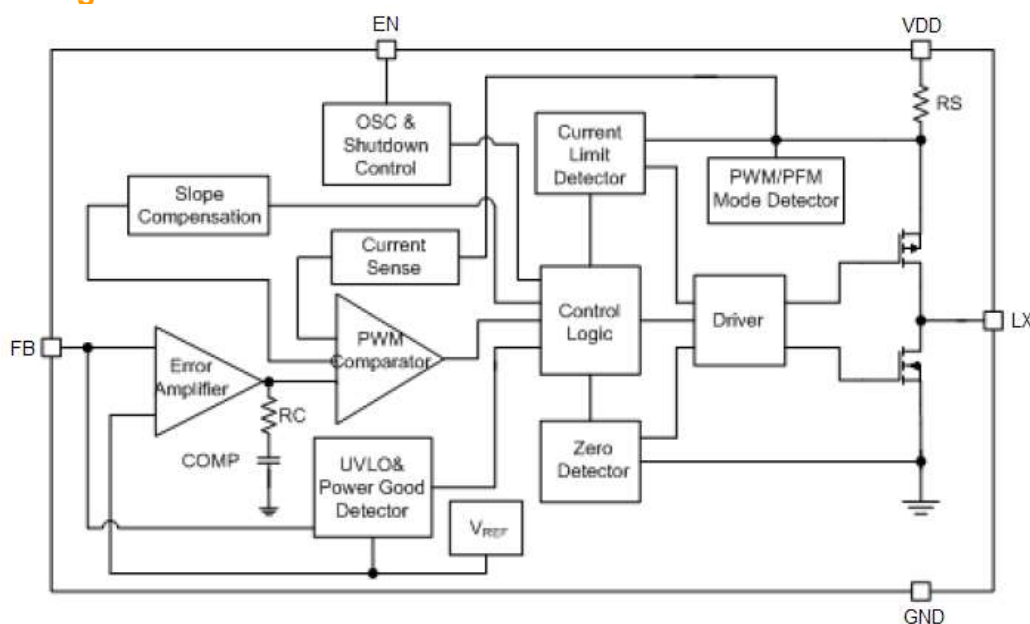 EN
VDD
OSC &
Shutdown
Control
Current
Limit
Detector
RS
PWM/PFM
Mode Detector
Slope
Compensation
Current
Sense
PWM
Comparator
Control
Logic
Driver
LX
FB
Error
Amplifier
RC
COMP
UVLO&
Power Good
Detector
VREF
Zero
Detector
GND